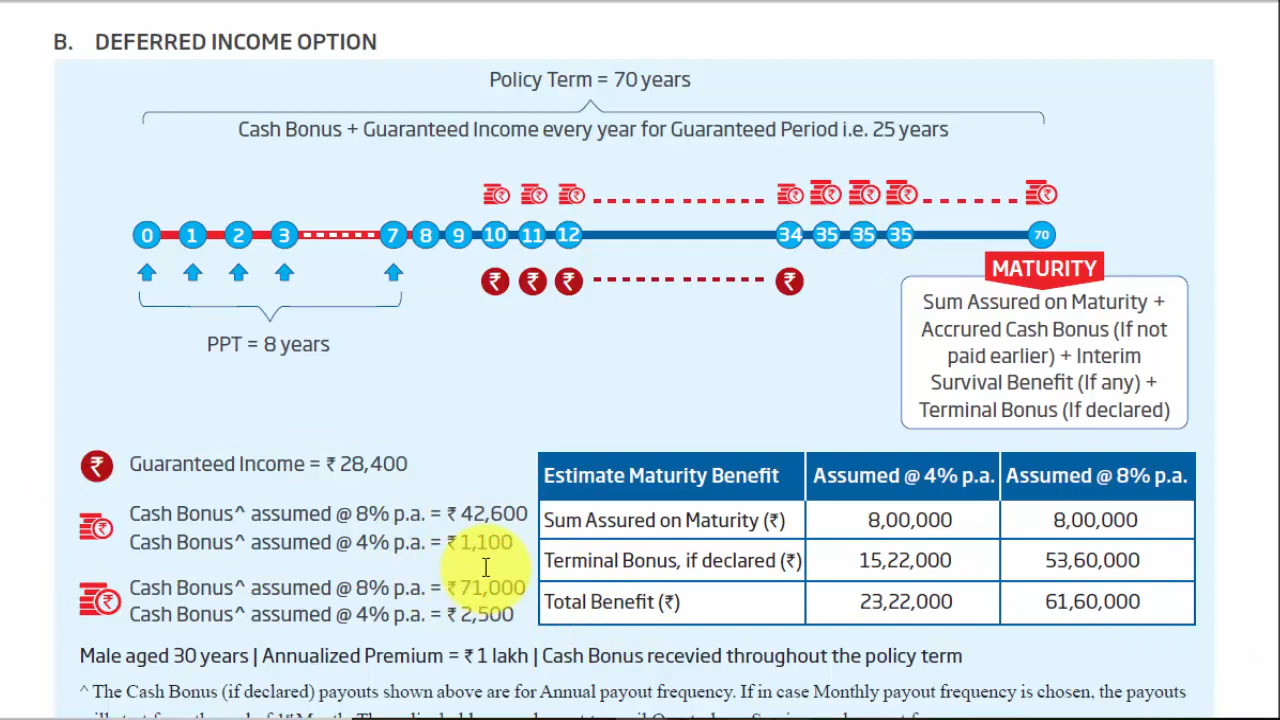 B. DEFERRED INCOME OPTION
Policy Term = 70 years
Cash Bonus + Guaranteed Income every year for Guaranteed Period i.e. 25 years
0 1 2 3 7 8 9 10 11 12 34 35 35 35 70
₹ ₹ ₹ ₹
PPT = 8 years
MATURITY
Sum Assured on Maturity +
Accrured Cash Bonus (If not
paid earlier) + Interim
Survival Benefit (If any) +
Terminal Bonus (If declared)
₹ Guaranteed Income = ₹ 28,400
Cash Bonus^ assumed @ 8% p.a. = ₹ 42,600
Cash Bonus^ assumed @ 4% p.a. = ₹ 1,100
Cash Bonus^ assumed @ 8% p.a. = ₹ 71,000
Cash Bonus^ assumed @ 4% p.a. = ₹ 2,500
Estimate Maturity Benefit Assumed @ 4% p.a. Assumed @ 8% p.a.
Sum Assured on Maturity (₹) 8,00,000 8,00,000
Terminal Bonus, if declared (₹) 15,22,000 53,60,000
Total Benefit (₹) 23,22,000 61,60,000
Male aged 30 years | Annualized Premium = ₹ 1 lakh | Cash Bonus recevied throughout the policy term
^ The Cash Bonus (if declared) payouts shown above are for Annual payout frequency. If in case Monthly payout frequency is chosen, the payouts